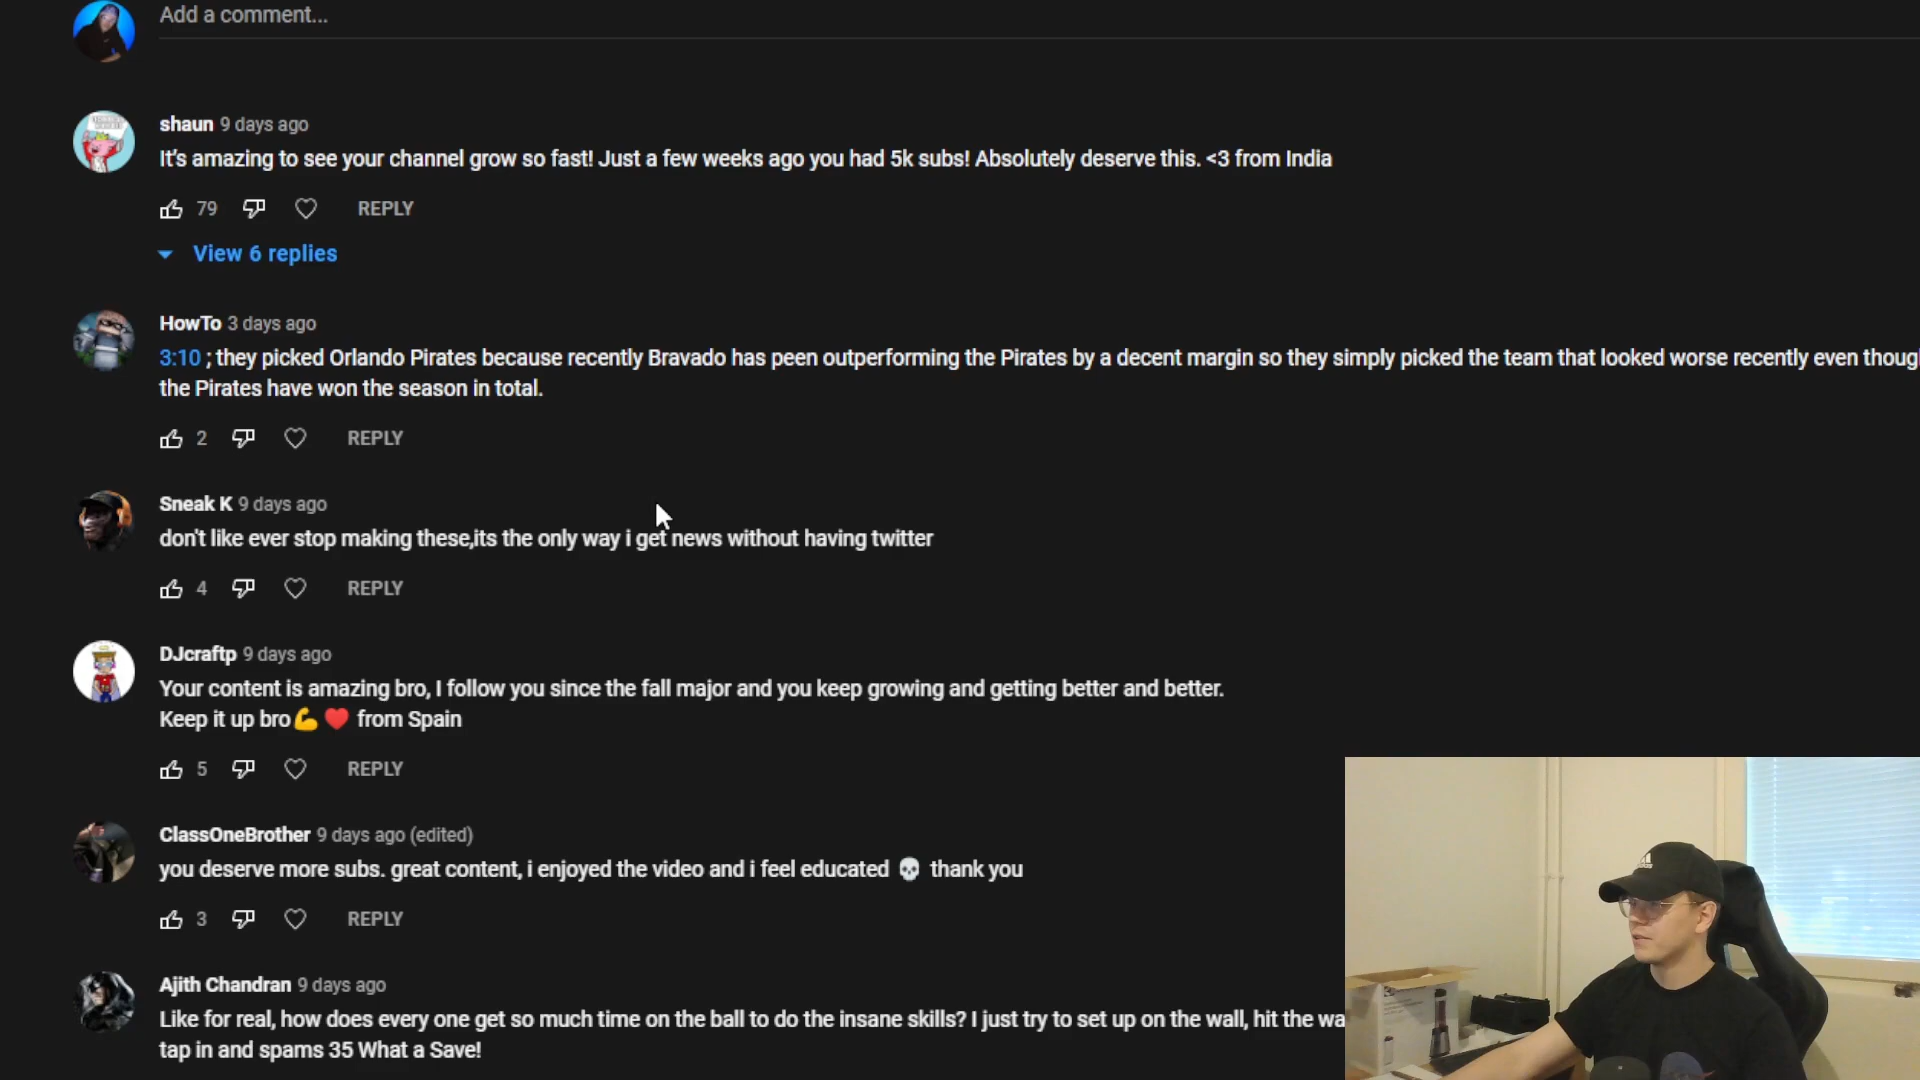 Add a comment...
shaun 9 days ago
It's amazing to see your channel grow so fast! Just a few weeks ago you had 5k subs! Absolutely deserve this. <3 from India
79 REPLY
View 6 replies
HowTo 3 days ago
3:10 ; they picked Orlando Pirates because recently Bravado has peen outperforming the Pirates by a decent margin so they simply picked the team that looked worse recently even thoug
the Pirates have won the season in total.
2 REPLY
Sneak K 9 days ago
don't like ever stop making these,its the only way i get news without having twitter
4 REPLY
DJcraftp 9 days ago
Your content is amazing bro, I follow you since the fall major and you keep growing and getting better and better.
Keep it up bro💪❤️ from Spain
5 REPLY
ClassOneBrother 9 days ago (edited)
you deserve more subs. great content, i enjoyed the video and i feel educated 💀 thank you
3 REPLY
Ajith Chandran 9 days ago
Like for real, how does every one get so much time on the ball to do the insane skills? I just try to set up on the wall, hit the wa
tap in and spams 35 What a Save!